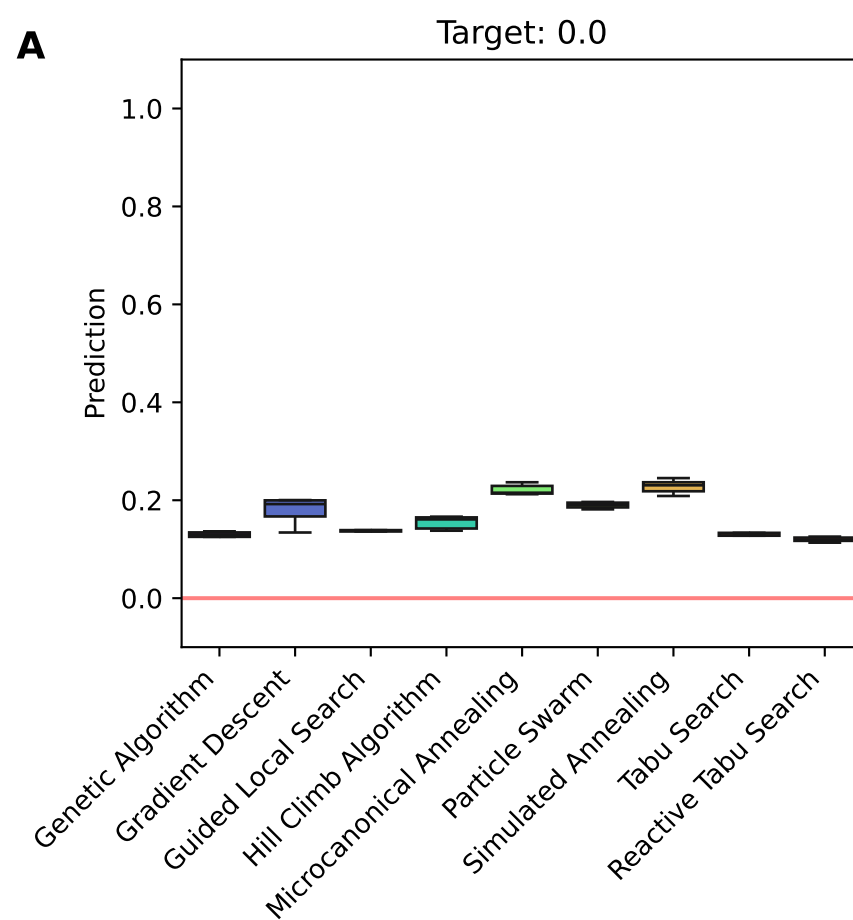 A
Target: 0.0
Prediction
1.0
0.8
0.6
0.4
0.2
0.0
Genetic Algorithm
Gradient Descent
Guided Local Search
Hill Climb Algorithm
Microcanonical Annealing
Particle Swarm
Simulated Annealing
Tabu Search
Reactive Tabu Search